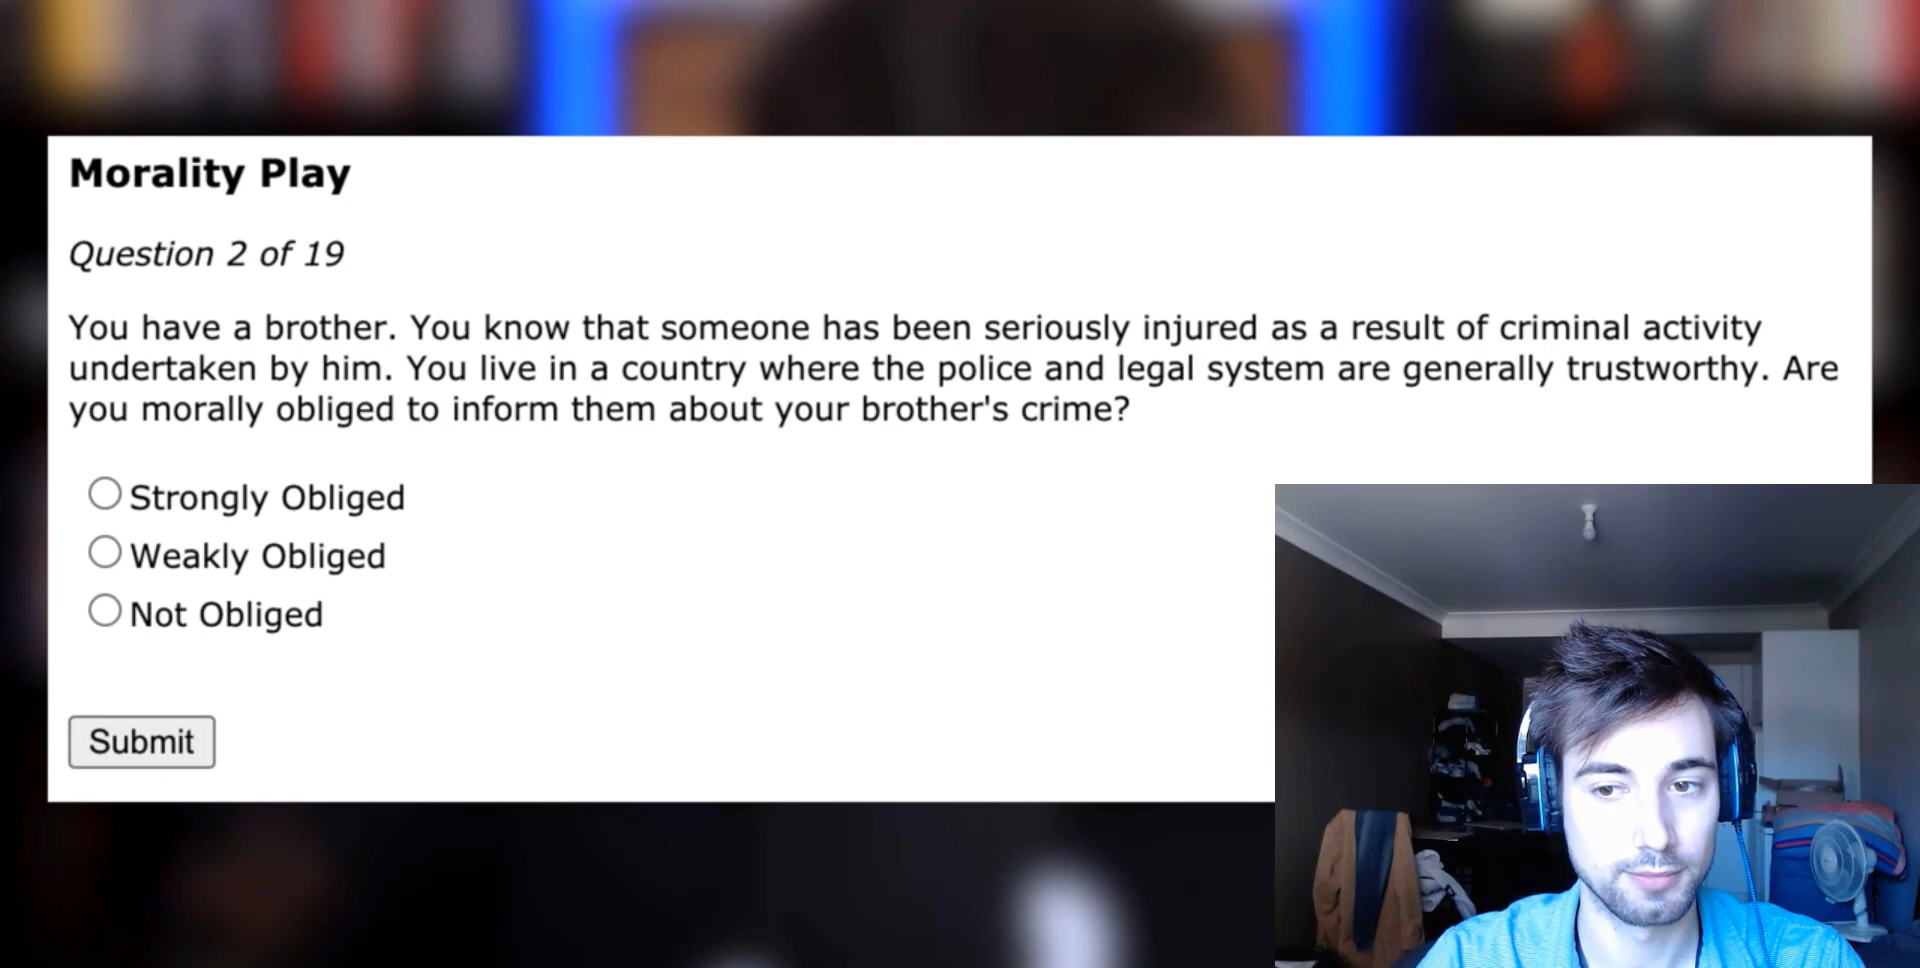 Morality Play
Question 2 of 19
You have a brother. You know that someone has been seriously injured as a result of criminal activity
undertaken by him. You live in a country where the police and legal system are generally trustworthy. Are
you morally obliged to inform them about your brother's crime?
Strongly Obliged
Weakly Obliged
Not Obliged
Submit